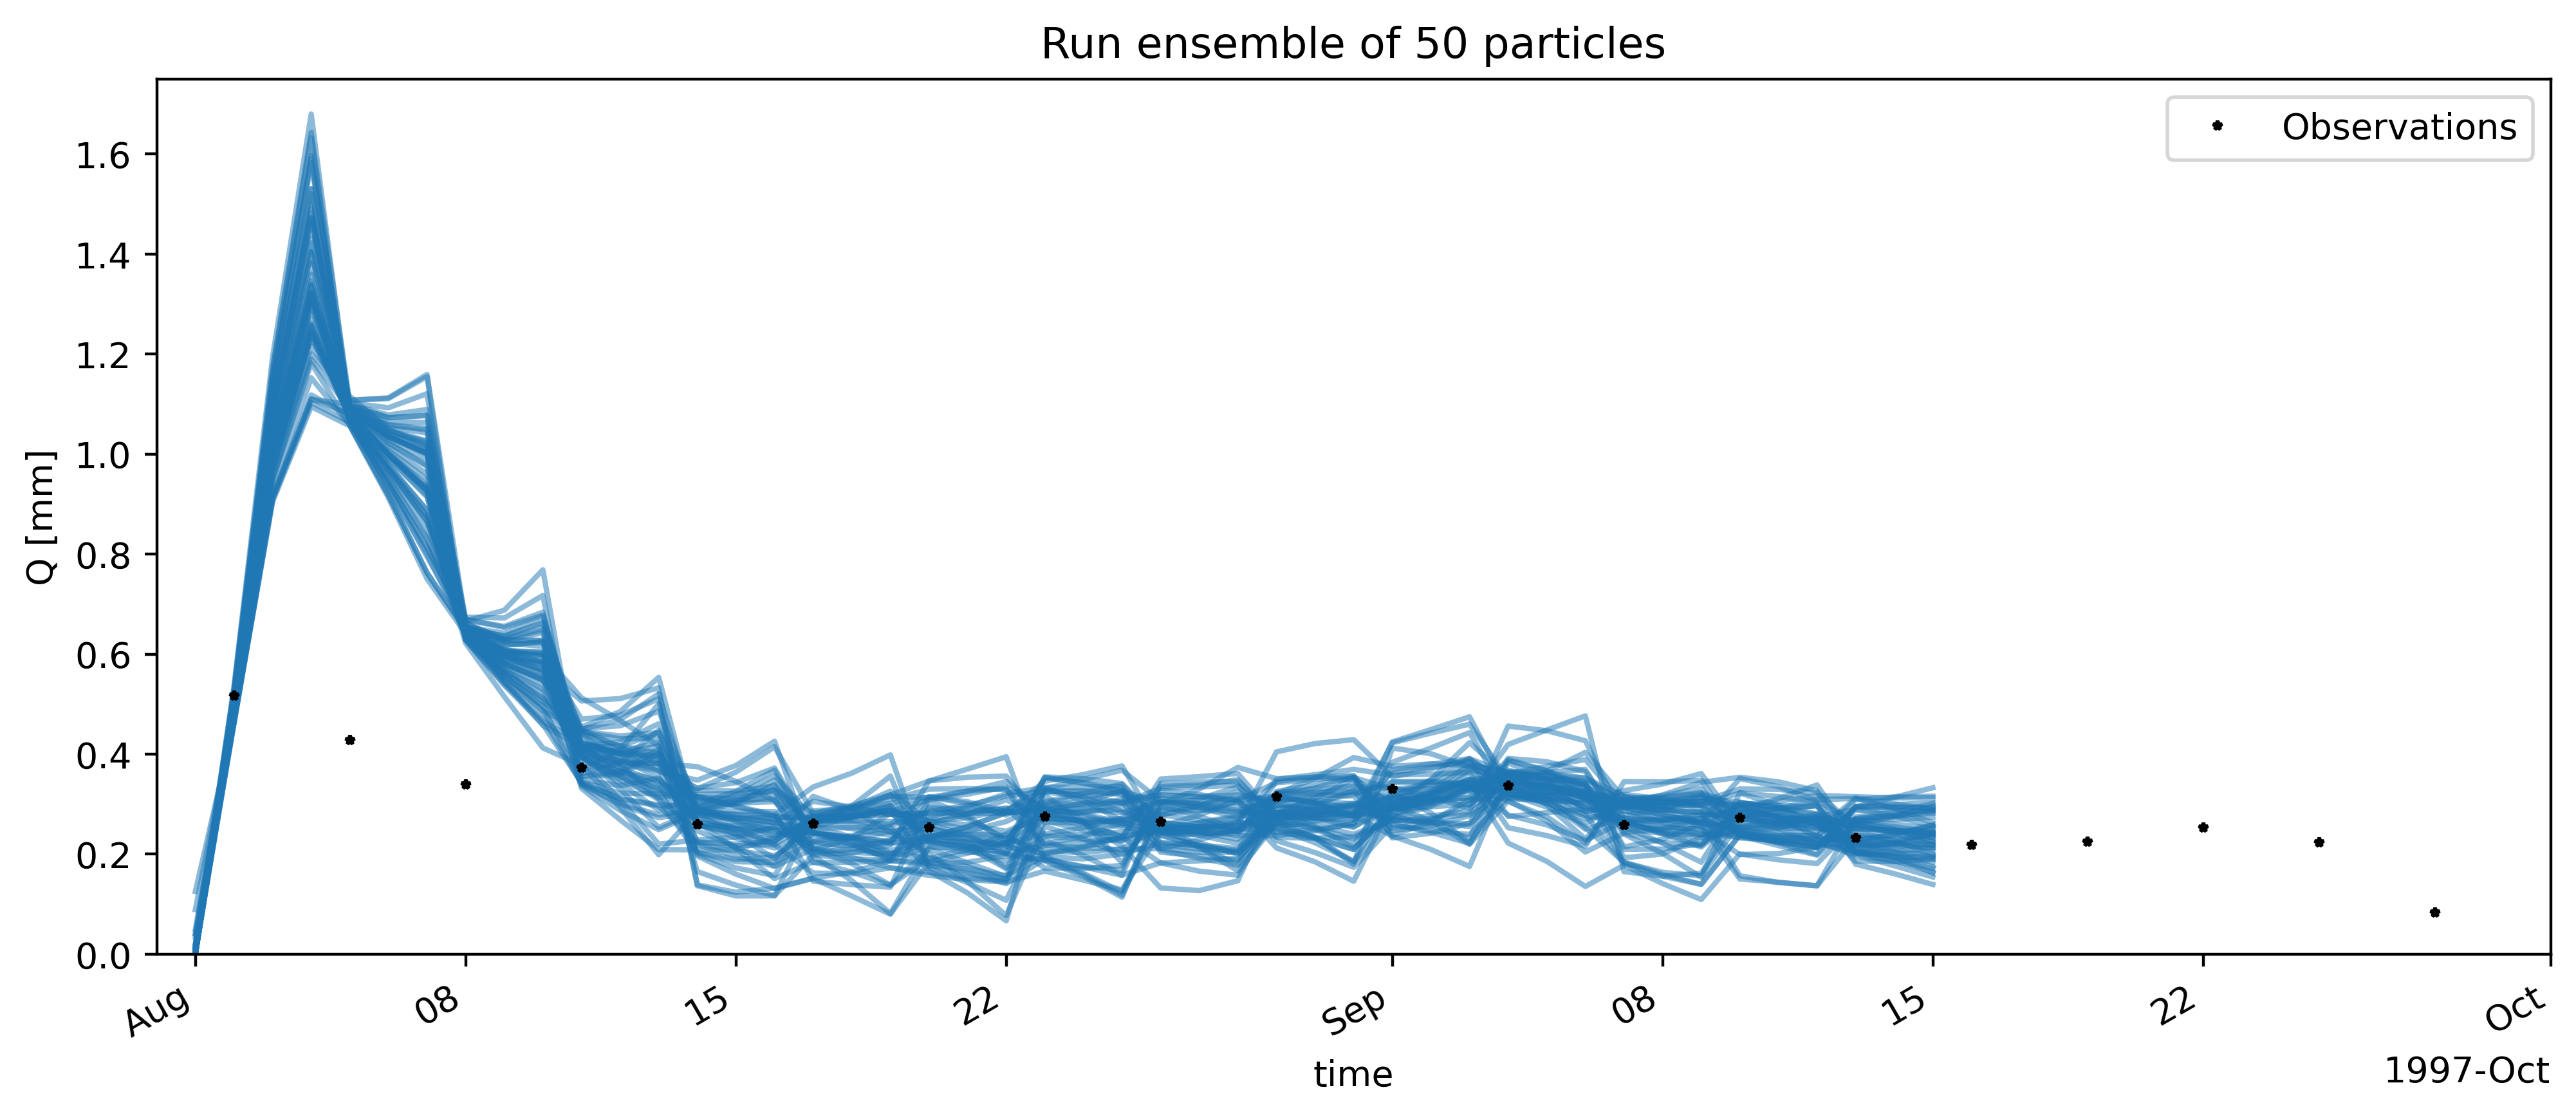 Run ensemble of 50 particles
Observations
Q [mm]
1.6
1.4
1.2
1.0
0.8
0.6
0.4
0.2
0.0
Aug 08 15 22 Sep 08 15 22 Oct
time
1997-Oct